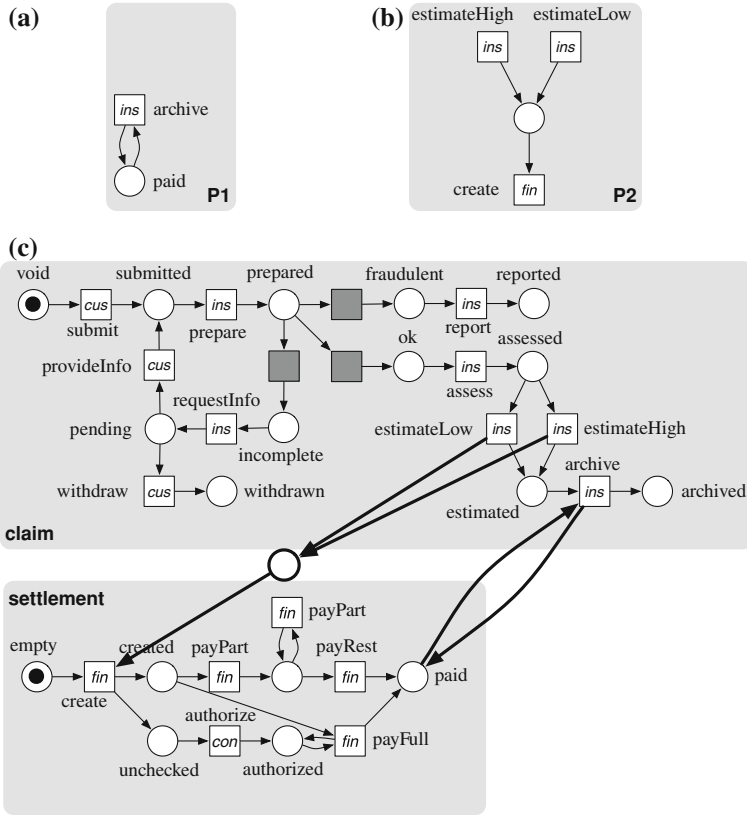 (a)
ins archive
paid
P1
(b)
estimateHigh estimateLow
ins ins
create fin
P2
(c)
void submitted prepared fraudulent reported
cus ins ins
submit prepare report
ok assessed
provideInfo cus ins
assess
requestInfo
estimateLow ins ins estimateHigh
pending ins
incomplete
archive
withdraw cus withdrawn
ins archived
estimated
claim
settlement
fin payPart
empty created payPart payRest
fin fin fin paid
create
authorize
con fin payFull
unchecked authorized